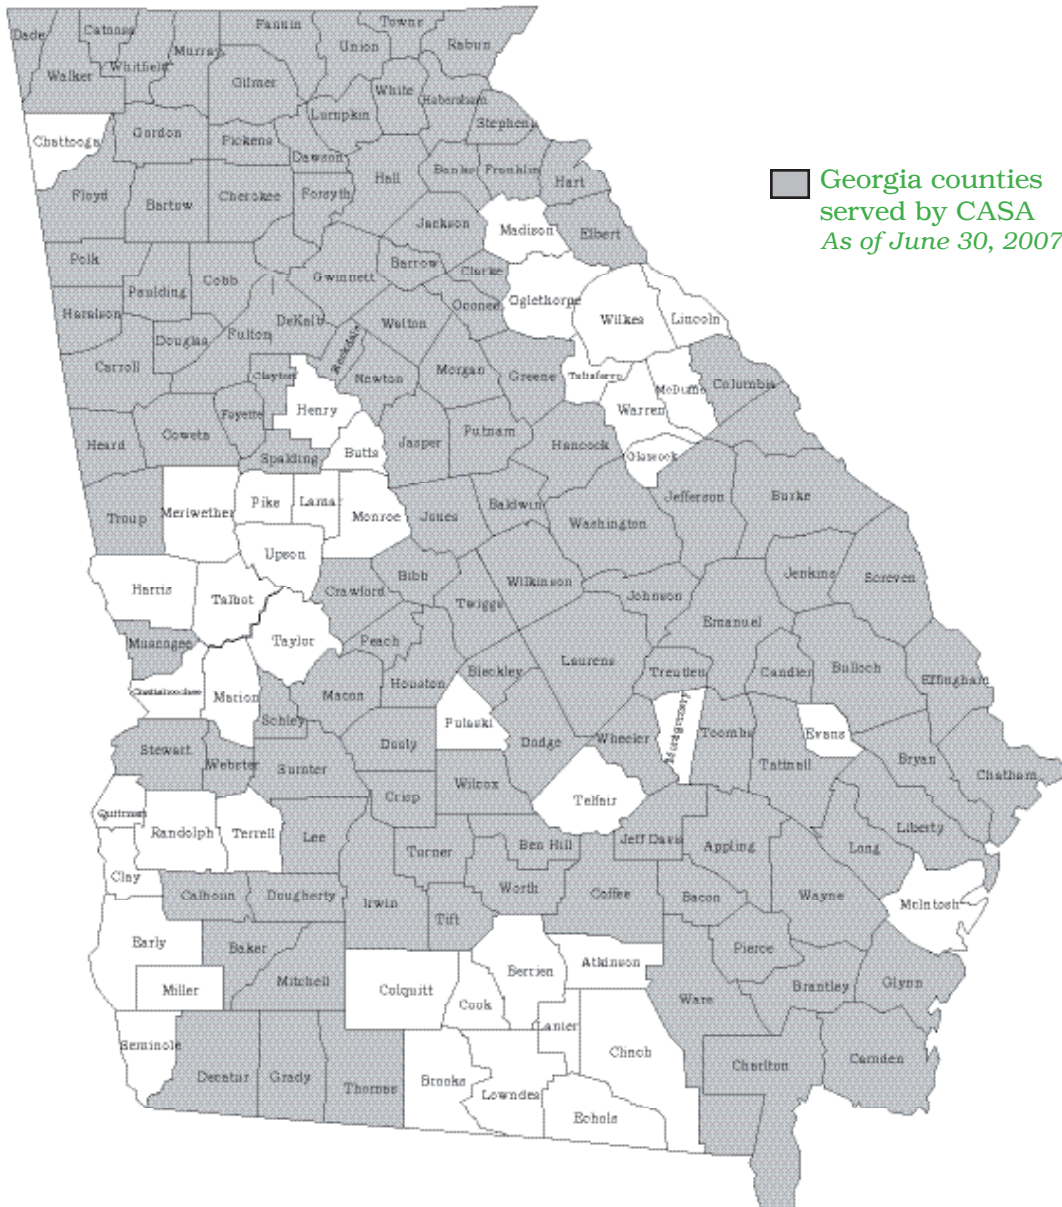 Fannin
Towns
Rabun
Dade
Catoosa
Union
Murray
Whitfield
Walker
Gilmer
White
Habersham
Lumpkin
Stephens
Chattooga
Gordon
Pickens
Dawson
Banks
Franklin
Hall
Hart
Floyd
Bartow
Cherokee
Forsyth
Georgia counties
served by CASA
As of June 30, 2007
Jackson
Madison
Elbert
Polk
Cobb
Gwinnett
Barrow
Clarke
Paulding
Oglethorpe
Oconee
Haralson
Wilkes
Lincoln
DeKalb
Walton
Fulton
Douglas
Rockdale
Carroll
Clayton
Newton
Morgan
Greene
Taliaferro
McDuffie
Columbia
Henry
Warren
Fayette
Coweta
Heard
Jasper
Putnam
Hancock
Butts
Spalding
Glascock
Pike
Lamar
Jefferson
Burke
Troup
Meriwether
Monroe
Jones
Baldwin
Washington
Upson
Bibb
Wilkinson
Jenkins
Screven
Harris
Talbot
Crawford
Twiggs
Johnson
Emanuel
Muscogee
Taylor
Peach
Laurens
Bleckley
Treutlen
Candler
Bulloch
Effingham
Chattahoochee
Marion
Macon
Houston
Schley
Pulaski
Montgomery
Toombs
Evans
Stewart
Webster
Dooly
Dodge
Wheeler
Sumter
Tattnall
Bryan
Chatham
Wilcox
Crisp
Telfair
Quitman
Randolph
Terrell
Lee
Turner
Ben Hill
Jeff Davis
Appling
Long
Liberty
Clay
Calhoun
Dougherty
Irwin
Worth
Coffee
Bacon
Wayne
McIntosh
Tift
Early
Baker
Berrien
Atkinson
Pierce
Miller
Mitchell
Colquitt
Cook
Ware
Brantley
Glynn
Lanier
Seminole
Clinch
Charlton
Camden
Decatur
Grady
Thomas
Brooks
Lowndes
Echols